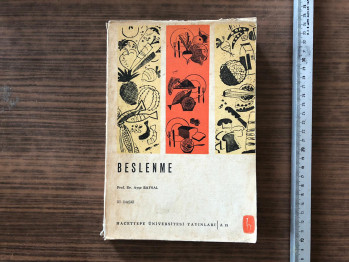 BESLENME
Prof. Dr. Ayşe BAYSAL
HACETTEPE ÜNİVERSİTESİ YAYINLARI